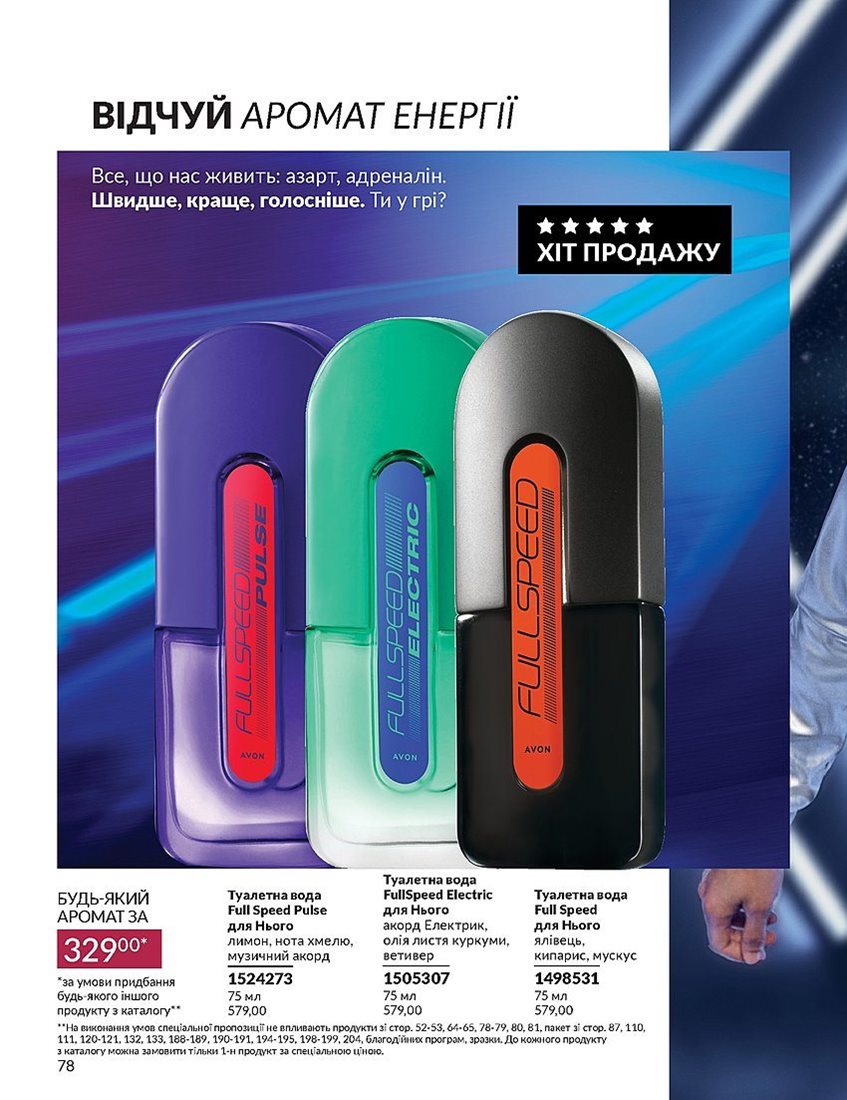 ВІДЧУЙ АРОМАТ ЕНЕРГІЇ
Все, що нас живить: азарт, адреналін.
Швидше, краще, голосніше. Ти у грі?
ХІТ ПРОДАЖУ
FULLSPEED
PULSE
AVON
FULLSPEED
ELECTRIC
AVON
FULLSPEED
AVON
БУДЬ-ЯКИЙ
АРОМАТ ЗА
329⁰⁰*
*за умови придбання
будь-якого іншого
продукту з каталогу**
Туалетна вода
Full Speed Pulse
для Нього
лимон, нота хмелю,
музичний акорд
1524273
75 мл
579,00
Туалетна вода
FullSpeed Electric
для Нього
акорд Електрик,
олія листя куркуми,
ветивер
1505307
75 мл
579,00
Туалетна вода
Full Speed
для Нього
ялівець,
кипарис, мускус
1498531
75 мл
579,00
**На виконання умов спеціальної пропозиції не впливають продукти зі стор. 52-53, 64-65, 78-79, 80, 81, пакет зі стор. 87, 110,
111, 120-121, 132, 133, 188-189, 190-191, 194-195, 198-199, 204, благодійних програм, зразки. До кожного продукту
з каталогу можна замовити тільки 1-н продукт за спеціальною ціною.
78